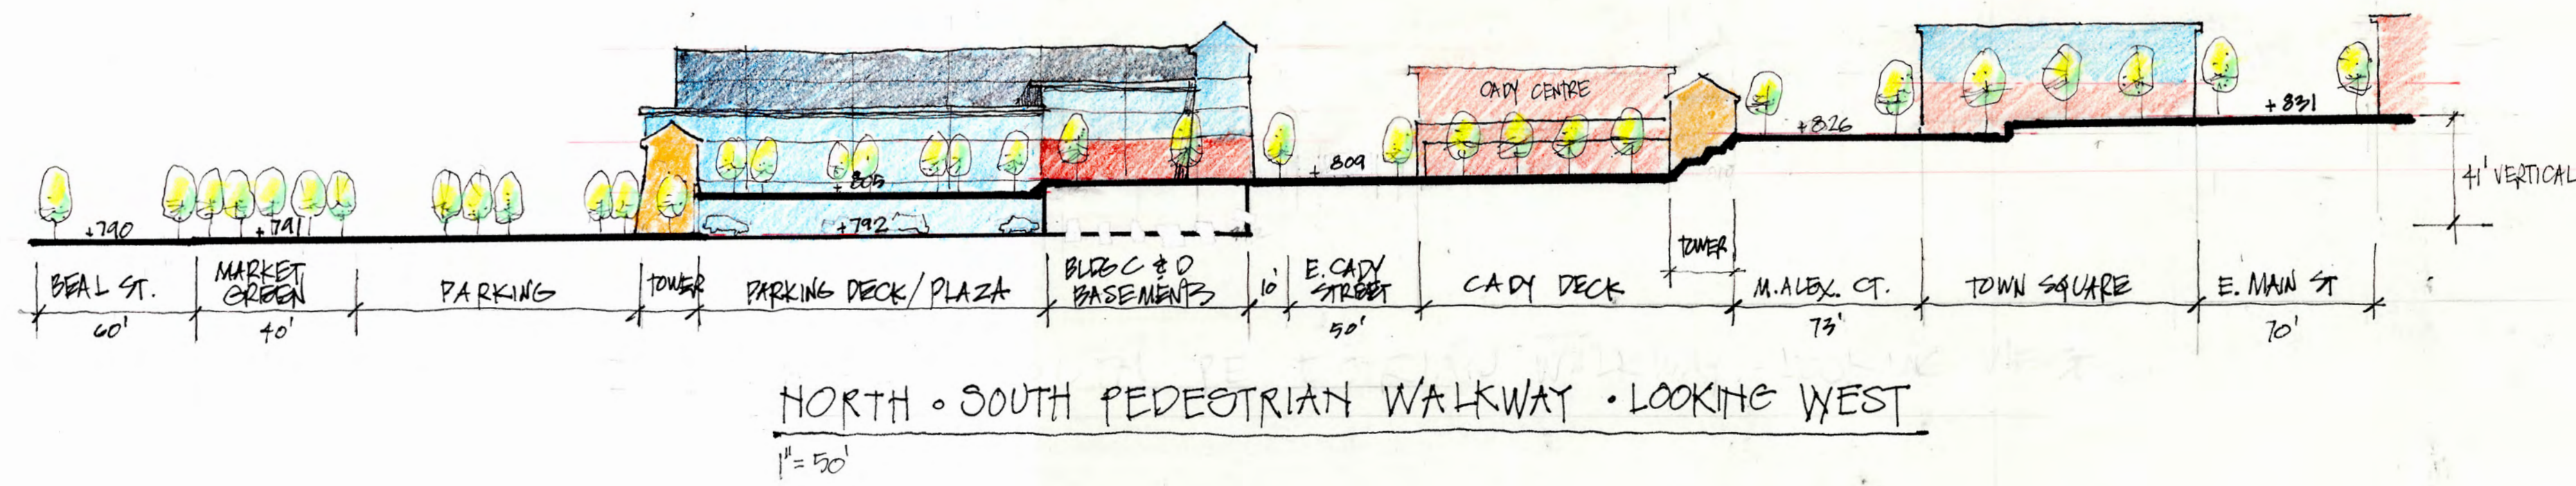 CADY CENTRE
+831
+826
+809
+805
+792
+790
+791
41' VERTICAL
TOWER
BEAL ST.
MARKET
GREEN
PARKING
TOWER
PARKING DECK/PLAZA
BLDG C & D
BASEMENTS
10'
E. CADY
STREET
CADY DECK
M.ALEX. CT.
TOWN SQUARE
E. MAIN ST
60'
40'
50'
73'
70'
NORTH • SOUTH PEDESTRIAN WALKWAY • LOOKING WEST
1"=50'